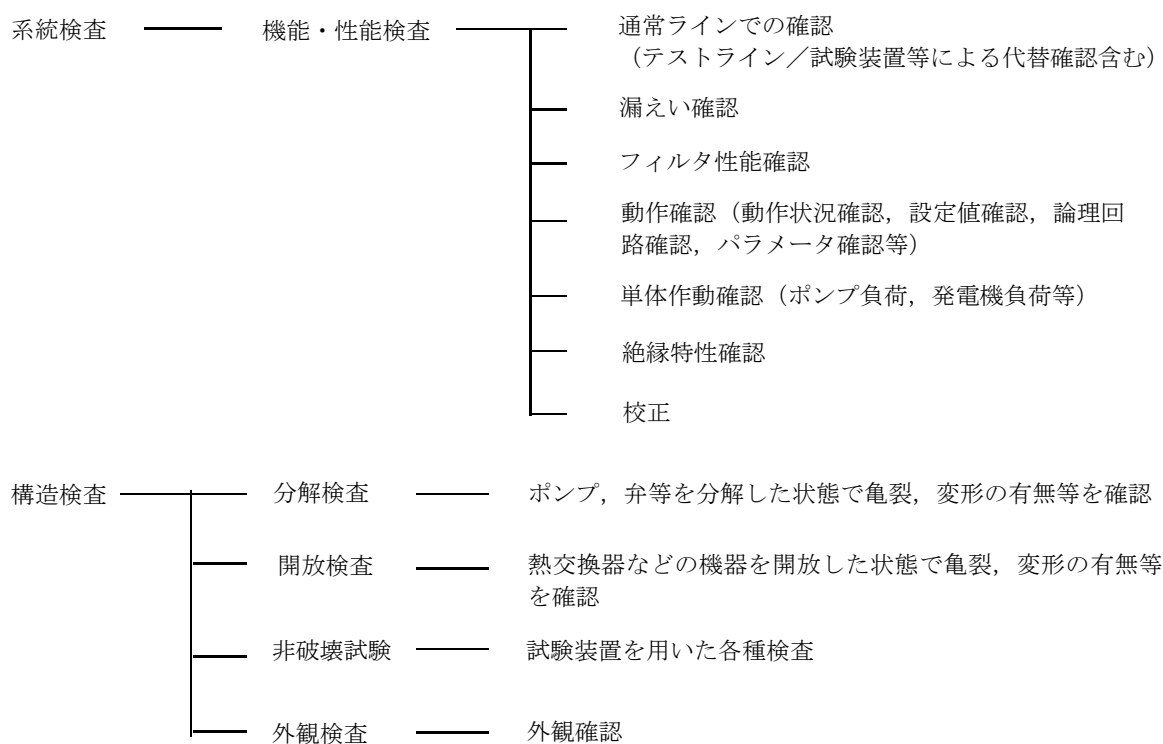 系統検査
機能・性能検査
通常ラインでの確認
（テストライン／試験装置等による代替確認含む）
漏えい確認
フィルタ性能確認
動作確認（動作状況確認，設定値確認，論理回
路確認，パラメータ確認等）
単体作動確認（ポンプ負荷，発電機負荷等）
絶縁特性確認
校正
構造検査
分解検査
ポンプ，弁等を分解した状態で亀裂，変形の有無等を確認
開放検査
熱交換器などの機器を開放した状態で亀裂，変形の有無等
を確認
非破壊試験
試験装置を用いた各種検査
外観検査
外観確認